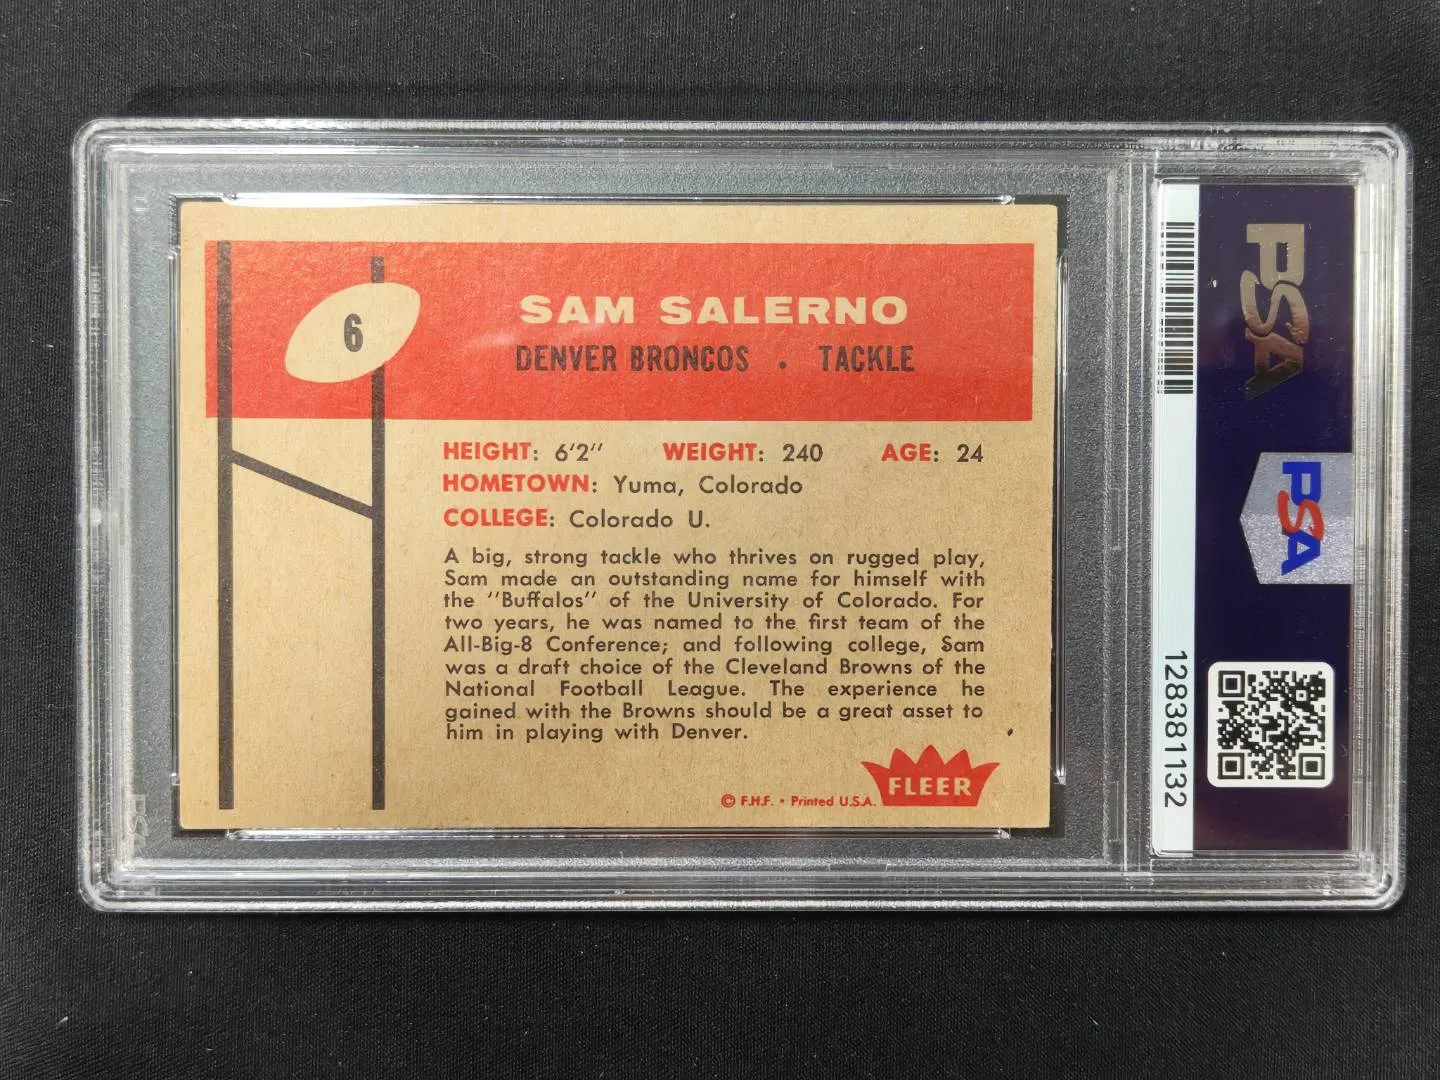 6
SAM SALERNO
DENVER BRONCOS . TACKLE
HEIGHT: 6'2" WEIGHT: 240 AGE: 24
HOMETOWN: Yuma, Colorado
COLLEGE: Colorado U.
A big, strong tackle who thrives on rugged play,
Sam made an outstanding name for himself with
the "Buffalos" of the University of Colorado. For
two years, he was named to the first team of the
All-Big-8 Conference; and following college, Sam
was a draft choice of the Cleveland Browns of the
National Football League. The experience he
gained with the Browns should be a great asset to
him in playing with Denver.
© F.H.F. • Printed U.S.A.
FLEER
PSA
PSA
128381132